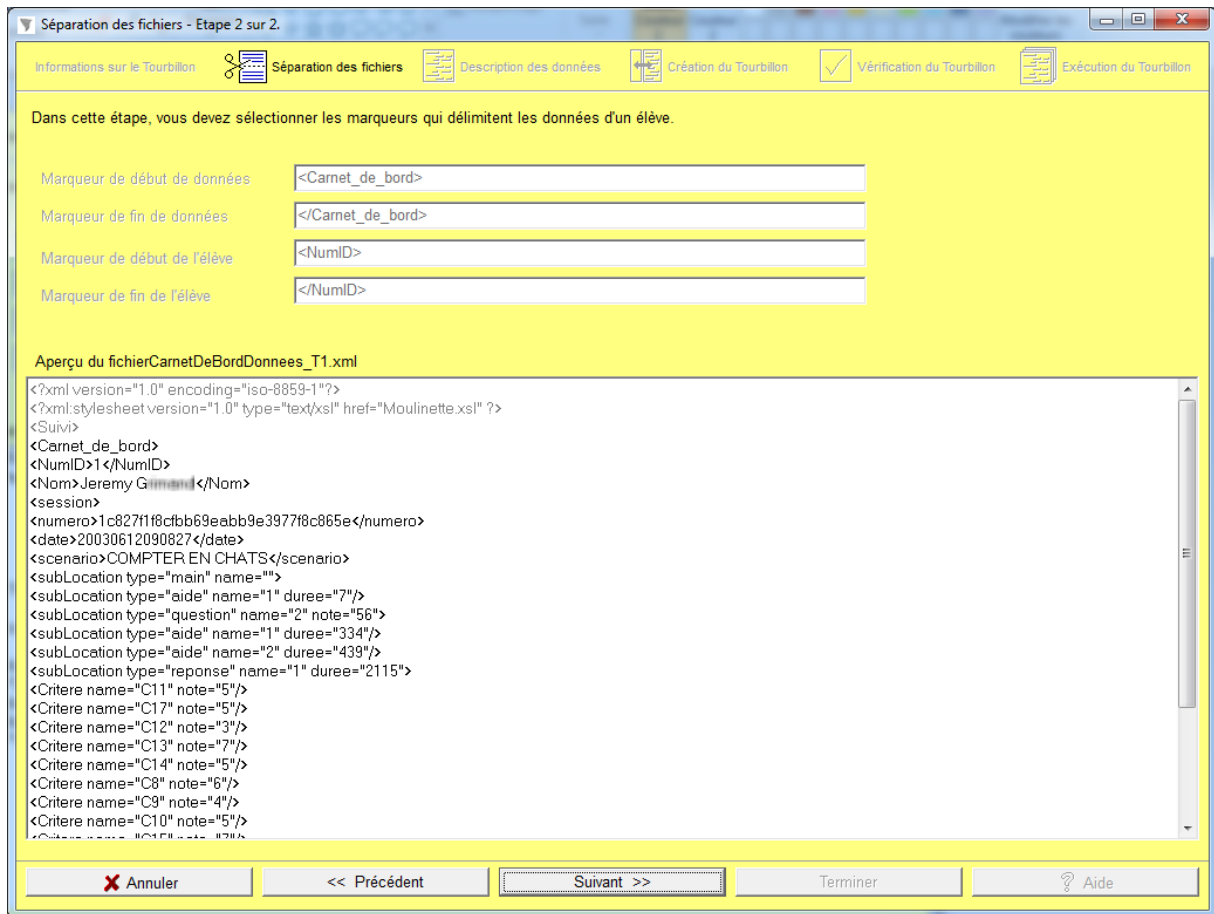 Séparation des fichiers - Etape 2 sur 2.
Informations sur le Tourbillon Séparation des fichiers Description des données Création du Tourbillon Vérification du Tourbillon Exécution du Tourbillon
Dans cette étape, vous devez sélectionner les marqueurs qui délimitent les données d'un élève.
Marqueur de début de données <Carnet_de_bord>
Marqueur de fin de données </Carnet_de_bord>
Marqueur de début de l'élève <NumID>
Marqueur de fin de l'élève </NumID>
Aperçu du fichierCarnetDeBordDonnees_T1.xml
<?xml version="1.0" encoding="iso-8859-1"?>
<?xml:stylesheet version="1.0" type="text/xsl" href="Moulinette.xsl" ?>
<Suivi>
<Carnet_de_bord>
<NumID>1</NumID>
<Nom>Jeremy </Nom>
<session>
<numero>1c827f1f8cfbb69eabb9e3977f8c865e</numero>
<date>20030612090827</date>
<scenario>COMPTER EN CHATS</scenario>
<subLocation type="main" name="">
<subLocation type="aide" name="1" duree="7"/>
<subLocation type="question" name="2" note="56">
<subLocation type="aide" name="1" duree="334"/>
<subLocation type="aide" name="2" duree="439"/>
<subLocation type="reponse" name="1" duree="2115">
<Critere name="C11" note="5"/>
<Critere name="C17" note="5"/>
<Critere name="C12" note="3"/>
<Critere name="C13" note="7"/>
<Critere name="C14" note="5"/>
<Critere name="C8" note="6"/>
<Critere name="C9" note="4"/>
<Critere name="C10" note="5"/>
Annuler << Précédent Suivant >> Terminer Aide